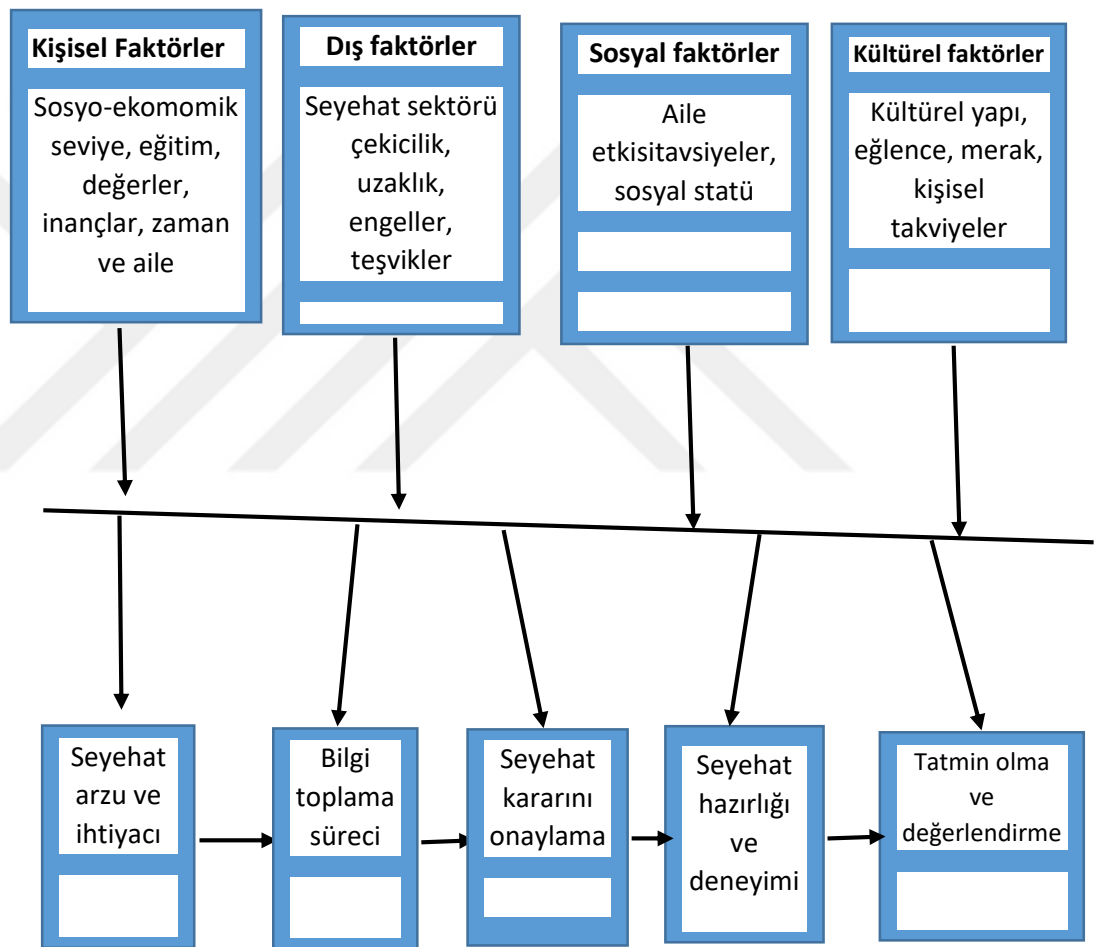 Kişisel Faktörler
Sosyo-ekomomik
seviye, eğitim,
değerler,
inançlar, zaman
ve aile
Dış faktörler
Seyehat sektörü
çekicilik,
uzaklık,
engeller,
teşvikler
Sosyal faktörler
Aile
etkisitavsiyeler,
sosyal statü
Kültürel faktörler
Kültürel yapı,
eğlence, merak,
kişisel
takviyeler
Seyehat
arzu ve
ihtiyacı
Bilgi
toplama
süreci
Seyehat
kararını
onaylama
Seyehat
hazırlığı
ve
deneyimi
Tatmin olma
ve
değerlendirme